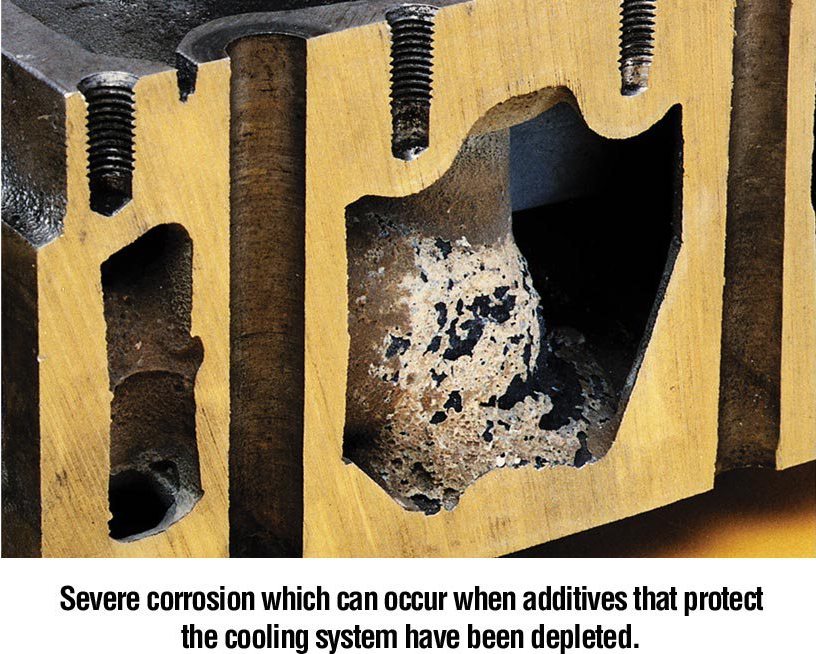 Severe corrosion which can occur when additives that protect
the cooling system have been depleted.